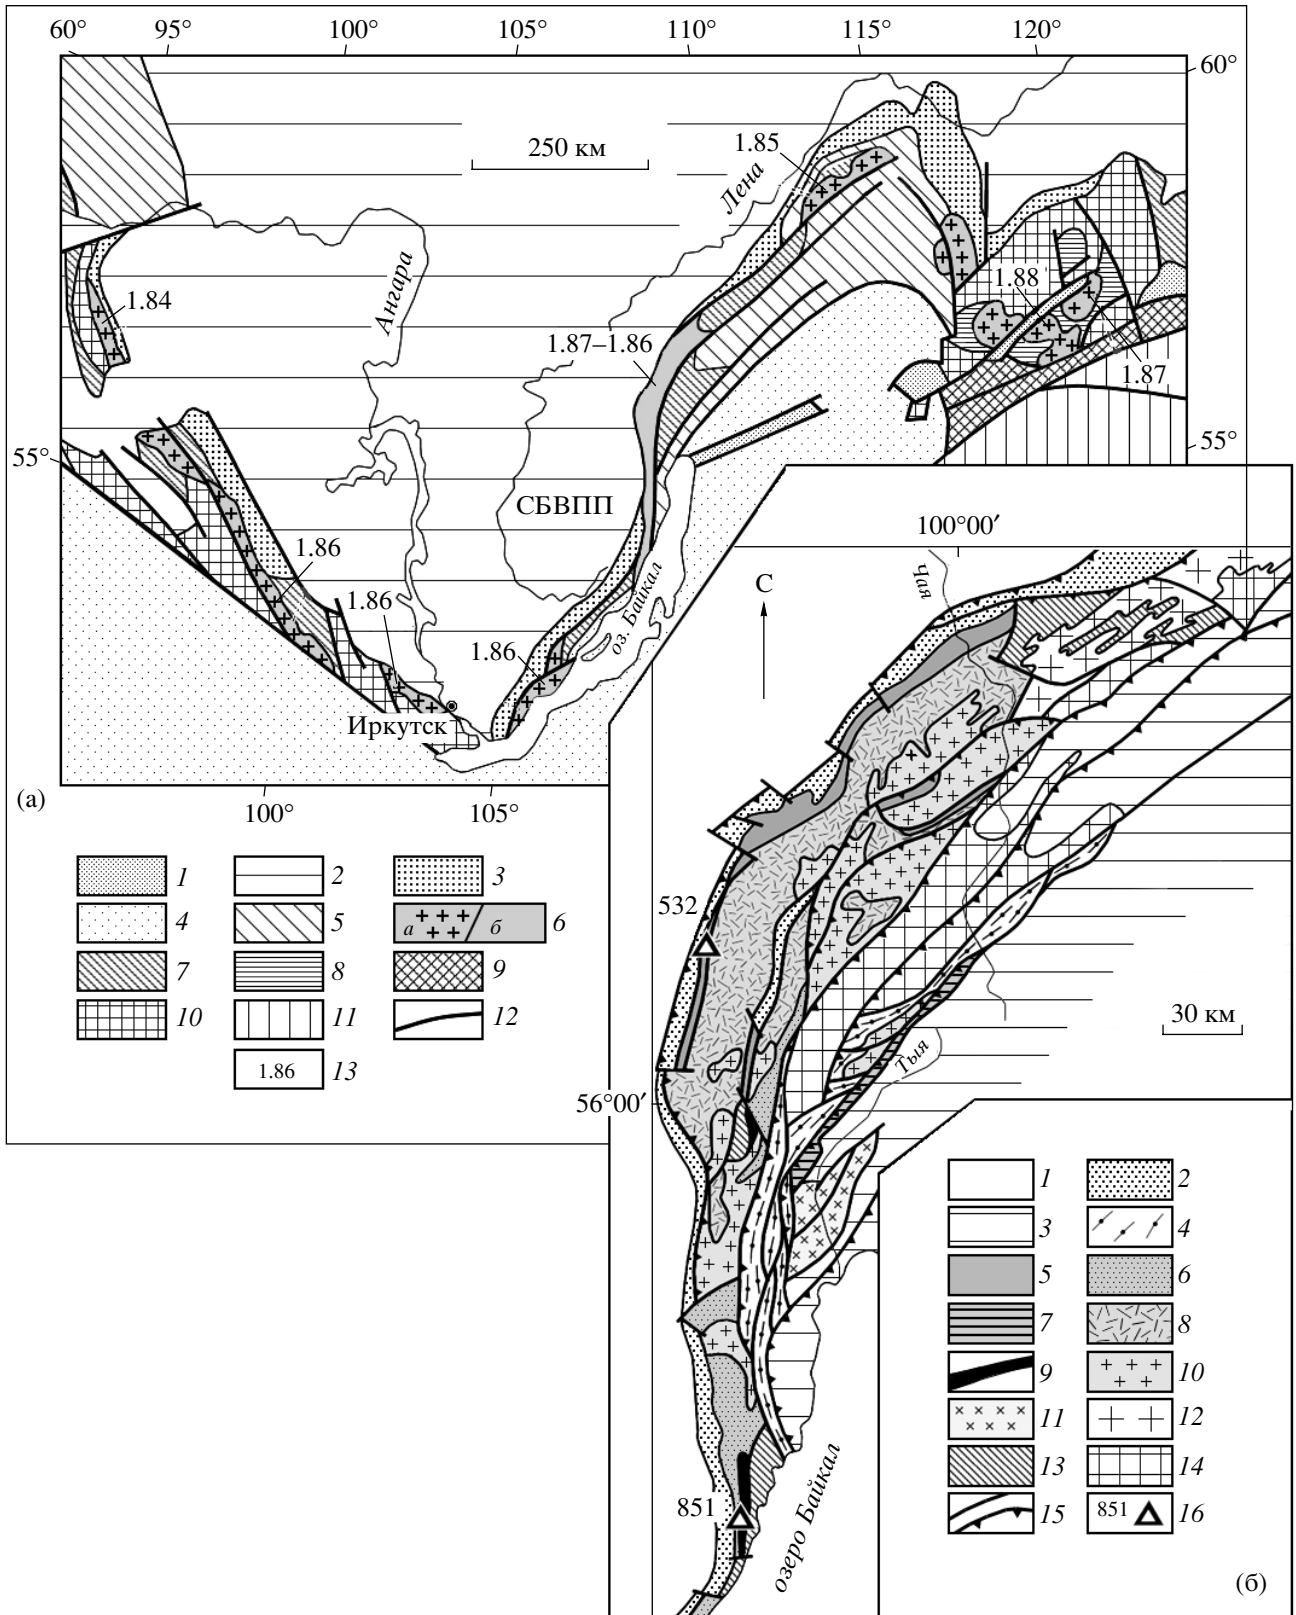 60° 95° 100° 105° 110° 115° 120°
60°
250 км
1.85
Лена
1.84
Ангара
1.88
1.87–1.86
1.87
55°
55°
СБВПП
100°00′
1.86
Чая
С
1.86
оз. Байкал
1.86
Иркутск
(а)
100° 105°
1 2 3
4 5 а б 6
7 8 9
10 11 12
1.86 13
532
30 км
Тыя
56°00′
1 2
3 4
5 6
7 8
9 10
11 12
13 14
15 851 16
851
озеро Байкал
(б)